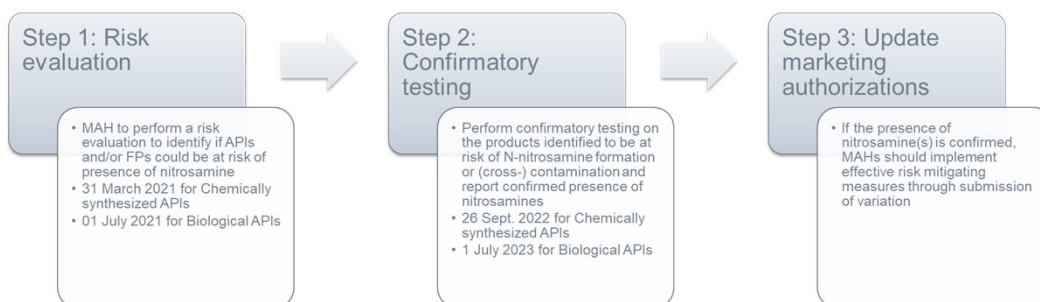 Step 1: Risk
evaluation
• MAH to perform a risk
evaluation to identify if APIs
and/or FPs could be at risk of
presence of nitrosamine
• 31 March 2021 for Chemically
synthesized APIs
• 01 July 2021 for Biological APIs
Step 2:
Confirmatory
testing
• Perform confirmatory testing on
the products identified to be at
risk of N-nitrosamine formation
or (cross-) contamination and
report confirmed presence of
nitrosamines
• 26 Sept. 2022 for Chemically
synthesized APIs
• 1 July 2023 for Biological APIs
Step 3: Update
marketing
authorizations
• If the presence of
nitrosamine(s) is confirmed,
MAHs should implement
effective risk mitigating
measures through submission
of variation